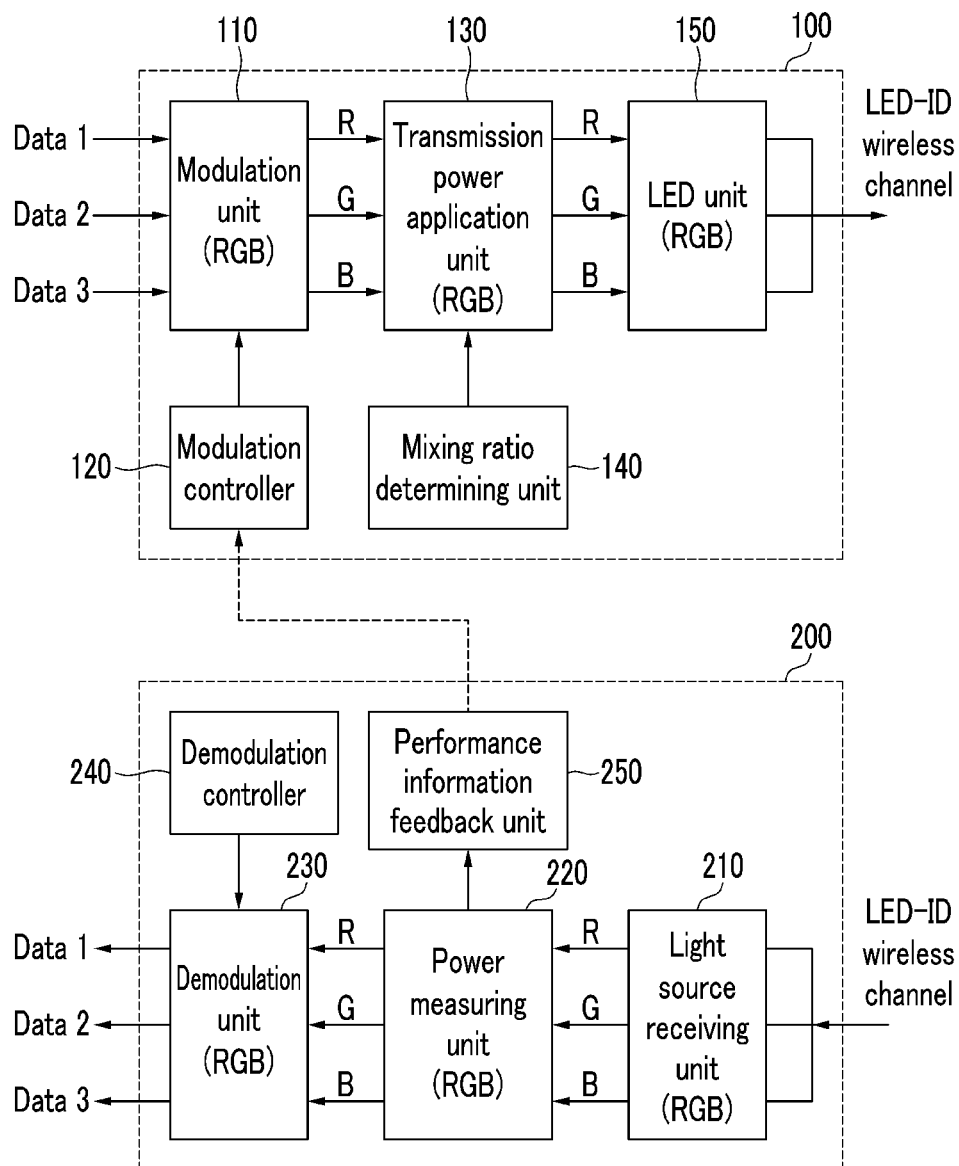 110
130
150
100
Data 1
Data 2
Data 3
Modulation
unit
(RGB)
R
G
B
Transmission
power
application
unit
(RGB)
R
G
B
LED unit
(RGB)
LED-ID
wireless
channel
120
Modulation
controller
Mixing ratio
determining unit
140
200
240
Demodulation
controller
Performance
information
feedback unit
250
230
220
210
Data 1
Data 2
Data 3
Demodulation
unit
(RGB)
R
G
B
Power
measuring
unit
(RGB)
R
G
B
Light
source
receiving
unit
(RGB)
LED-ID
wireless
channel